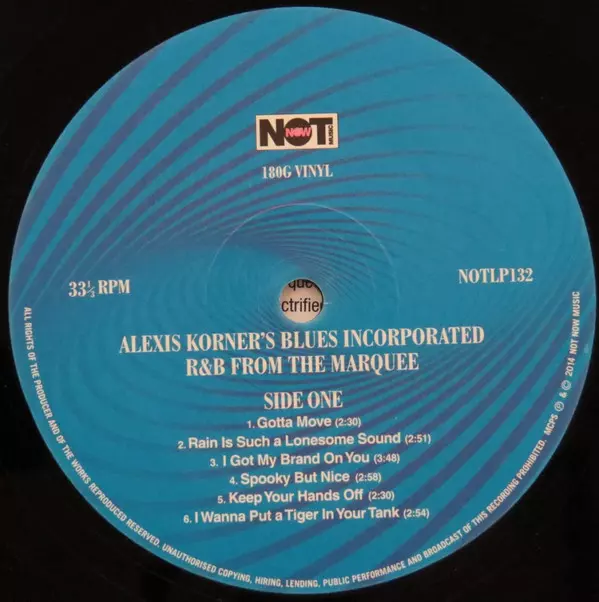 NOT NOW MUSIC
180G VINYL
33⅓ RPM
NOTLP132
ctrifie
ALEXIS KORNER'S BLUES INCORPORATED
R&B FROM THE MARQUEE
SIDE ONE
1. Gotta Move (2:30)
2. Rain Is Such a Lonesome Sound (2:51)
3. I Got My Brand On You (3:48)
4. Spooky But Nice (2:58)
5. Keep Your Hands Off (2:30)
6. I Wanna Put a Tiger In Your Tank (2:54)
ALL RIGHTS OF THE PRODUCER AND OF THE WORKS REPRODUCED RESERVED. UNAUTHORISED COPYING, HIRING, LENDING, PUBLIC PERFORMANCE AND BROADCAST OF THIS RECORDING PROHIBITED. MCPS ℗ & © 2014 NOT NOW MUSIC